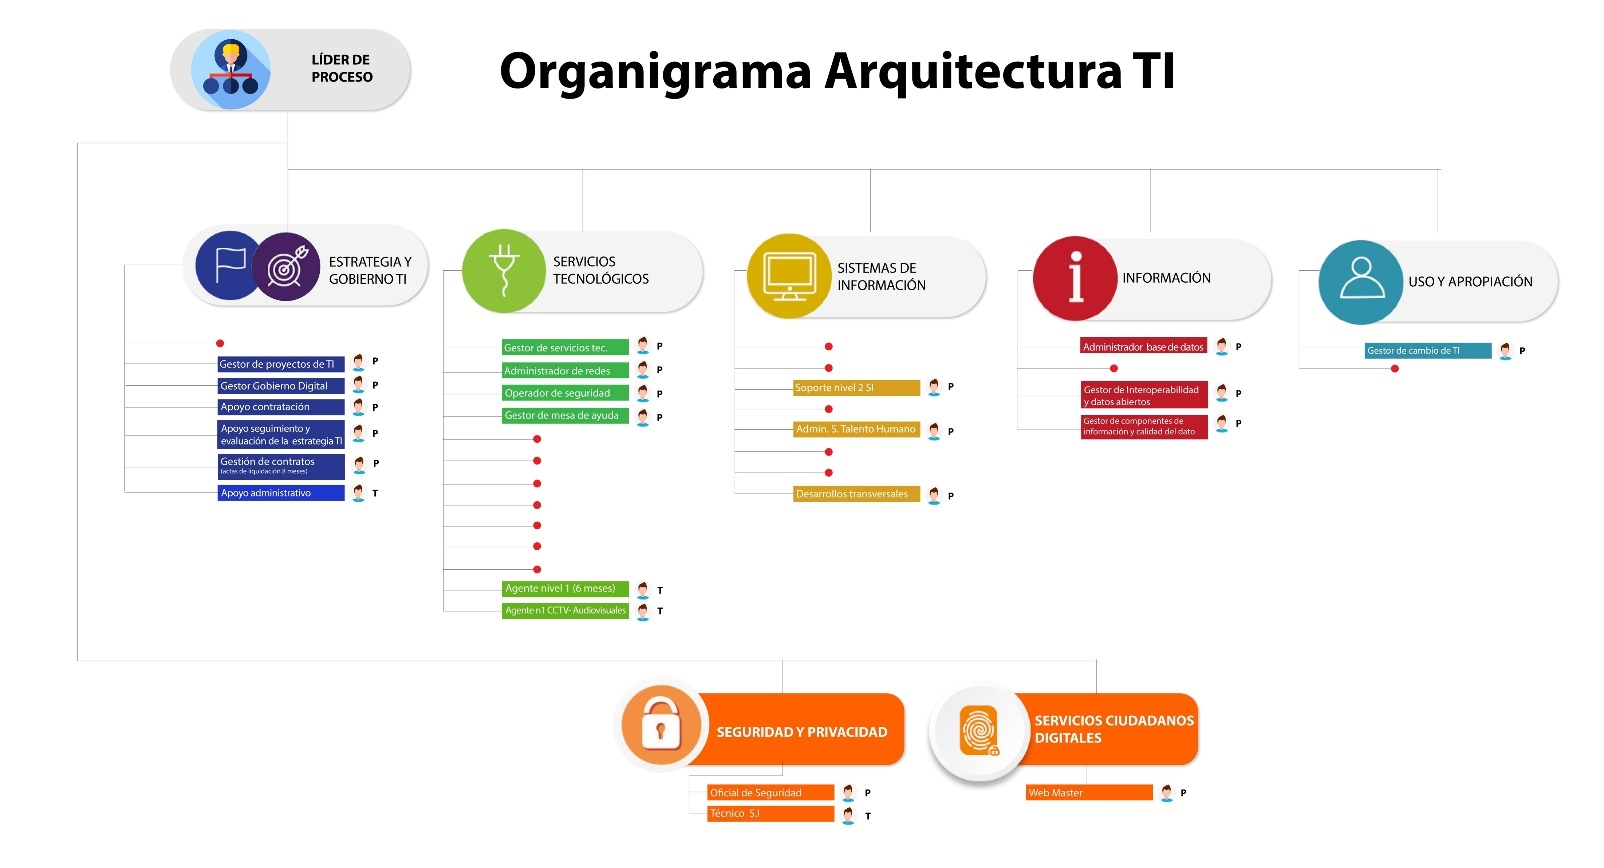 LÍDER DE
PROCESO
Organigrama Arquitectura TI
ESTRATEGIA Y
GOBIERNO TI
SERVICIOS
TECNOLÓGICOS
SISTEMAS DE
INFORMACIÓN
INFORMACIÓN
USO Y APROPIACIÓN
Gestor de proyectos de TI P
Gestor Gobierno Digital P
Apoyo contratación P
Apoyo seguimiento y
evaluación de la estrategia TI P
Gestión de contratos P
(actas de liquidación 8 meses)
Apoyo administrativo T
Gestor de servicios tec. P
Administrador de redes P
Operador de seguridad P
Gestor de mesa de ayuda P
Agente nivel 1 (6 meses) T
Agente n1 CCTV- Audiovisuales T
Soporte nivel 2 SI P
Admin. S. Talento Humano P
Desarrollos transversales P
Administrador base de datos P
Gestor de Interoperabilidad
y datos abiertos P
Gestor de componentes de
información y calidad del dato P
Gestor de cambio de TI P
SEGURIDAD Y PRIVACIDAD
Oficial de Seguridad P
Técnico S.I T
SERVICIOS CIUDADANOS
DIGITALES
Web Master P